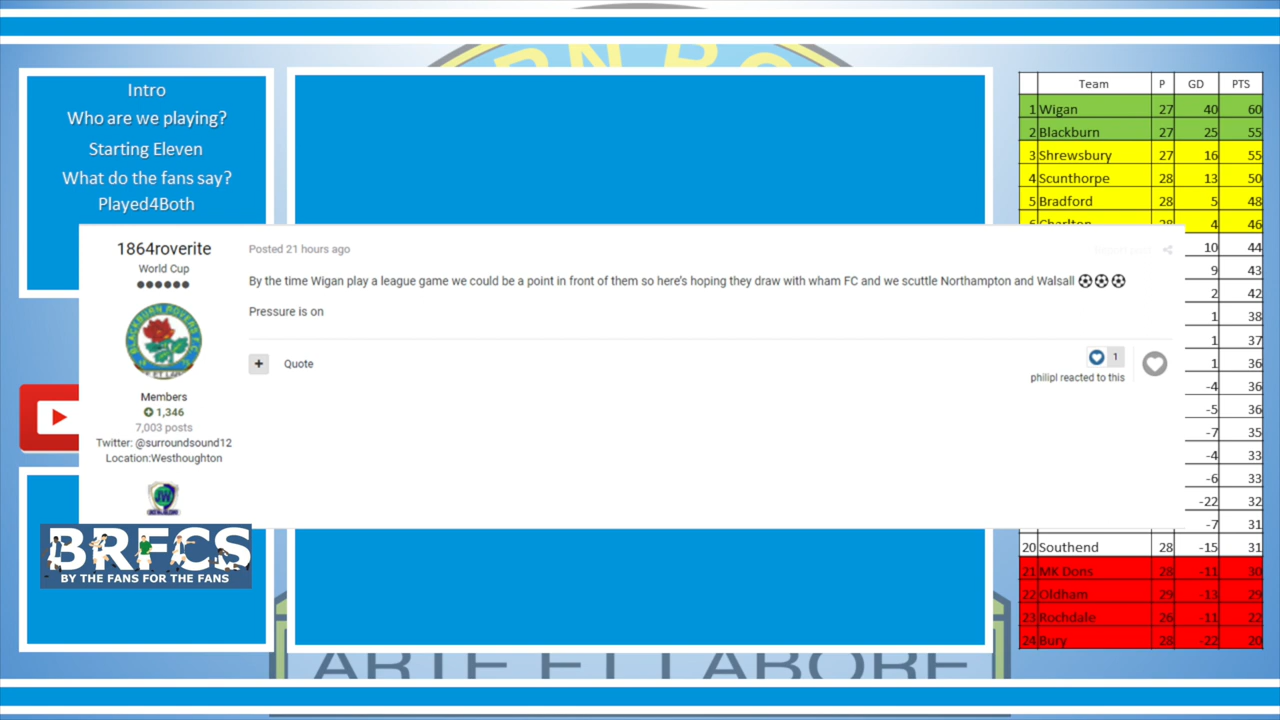 Intro
Who are we playing?
Starting Eleven
What do the fans say?
Played4Both
1864roverite
World Cup
Members
1,346
7,003 posts
Twitter: @surroundsound12
Location:Westhoughton
Posted 21 hours ago
By the time Wigan play a league game we could be a point in front of them so here's hoping they draw with wham FC and we scuttle Northampton and Walsall
Pressure is on
+ Quote
1
philipl reacted to this
BRFCS
BY THE FANS FOR THE FANS
Team P GD PTS
1 Wigan 27 40 60
2 Blackburn 27 25 55
3 Shrewsbury 27 16 55
4 Scunthorpe 28 13 50
5 Bradford 28 5 48
6 Charlton 28 4 46
10 44
9 43
2 42
1 38
1 37
1 36
-4 36
-5 36
-7 35
-4 33
-6 33
-22 32
-7 31
20 Southend 28 -15 31
21 MK Dons 28 -11 30
22 Oldham 29 -13 29
23 Rochdale 26 -11 22
24 Bury 28 -22 20
ARTE ET LABORE